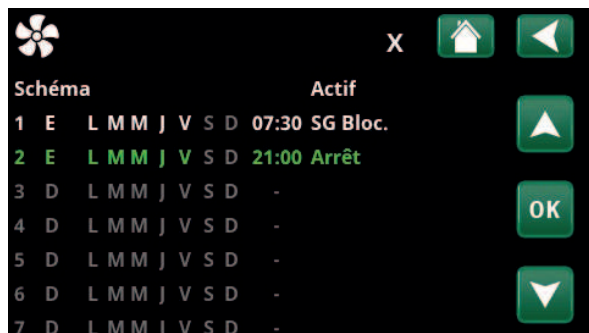 X
Schéma Actif
1 E L M M J V S D 07:30 SG Bloc.
2 E L M M J V S D 21:00 Arrêt
3 D L M M J V S D -
4 D L M M J V S D -
OK
5 D L M M J V S D -
6 D L M M J V S D -
7 D L M M J V S D